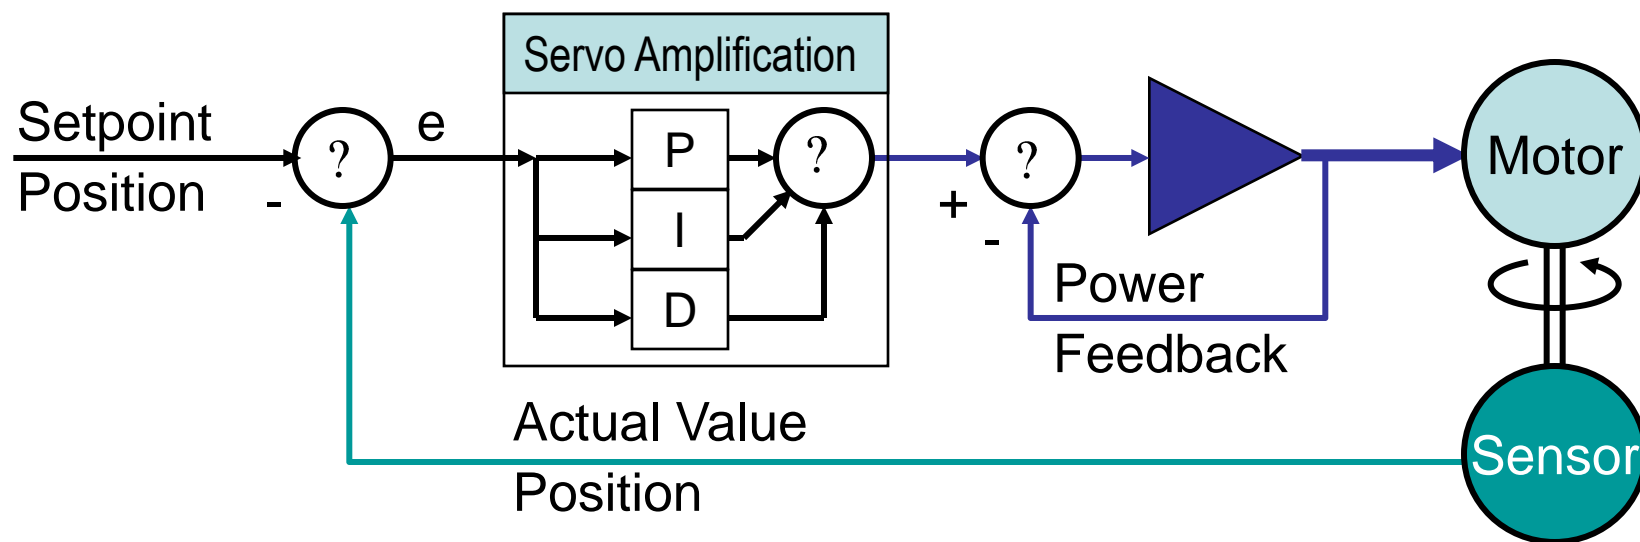 Servo Amplification
Setpoint
Position
-
?
e
P
I
D
?
+
-
?
Power
Feedback
Motor
Sensor
Actual Value
Position